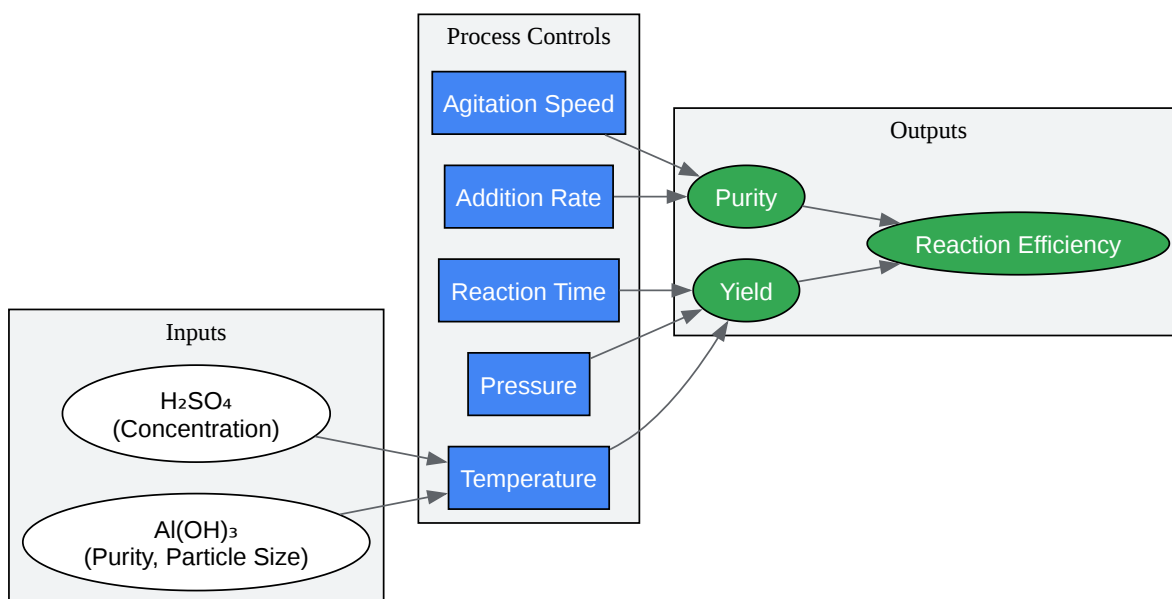 Process Controls
Agitation Speed
Addition Rate
Reaction Time
Pressure
Temperature
Outputs
Purity
Yield
Reaction Efficiency
Inputs
H₂SO₄
(Concentration)
Al(OH)₃
(Purity, Particle Size)